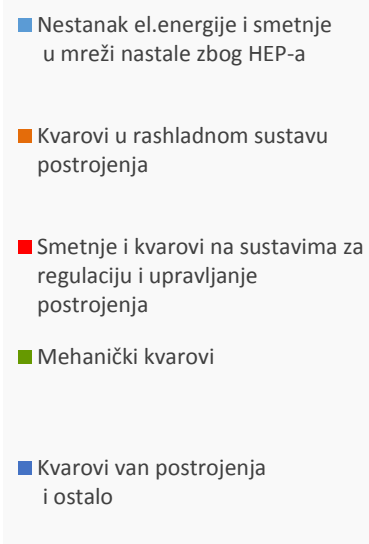 Nestanak el.energije i smetnje
u mreži nastale zbog HEP-a
Kvarovi u rashladnom sustavu
postrojenja
Smetnje i kvarovi na sustavima za
regulaciju i upravljanje
postrojenja
Mehanički kvarovi
Kvarovi van postrojenja
i ostalo